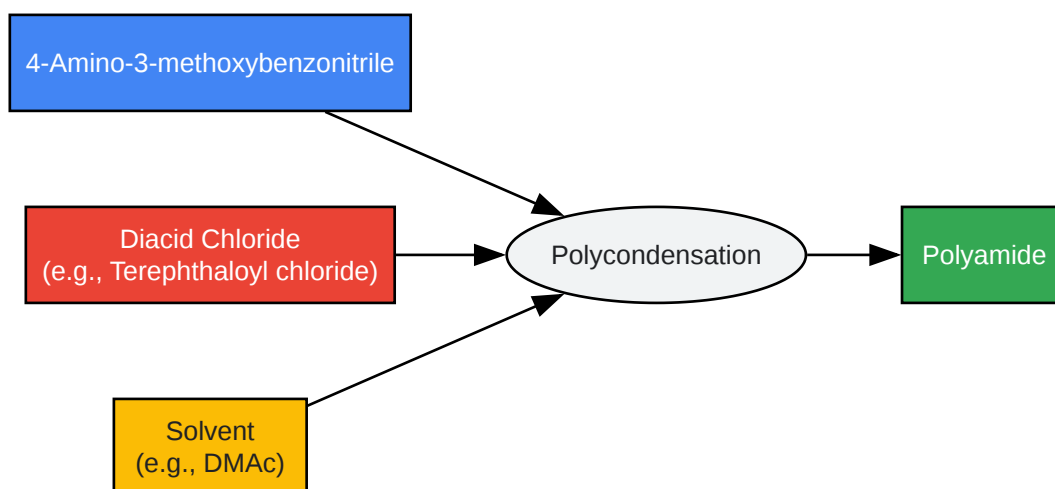 4-Amino-3-methoxybenzonitrile
Diacid Chloride
(e.g., Terephthaloyl chloride)
Polycondensation
Polyamide
Solvent
(e.g., DMAc)